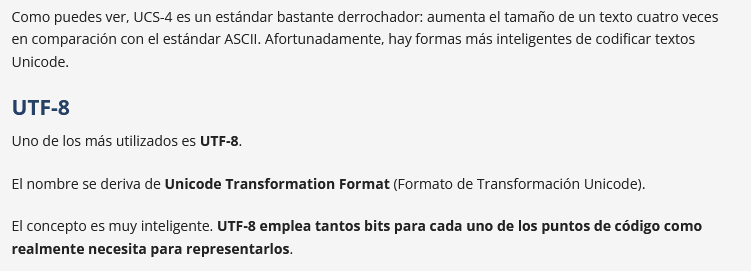 Como puedes ver, UCS-4 es un estándar bastante derrochador: aumenta el tamaño de un texto cuatro veces
en comparación con el estándar ASCII. Afortunadamente, hay formas más inteligentes de codificar textos
Unicode.
UTF-8
Uno de los más utilizados es UTF-8.
El nombre se deriva de Unicode Transformation Format (Formato de Transformación Unicode).
El concepto es muy inteligente. UTF-8 emplea tantos bits para cada uno de los puntos de código como
realmente necesita para representarlos.